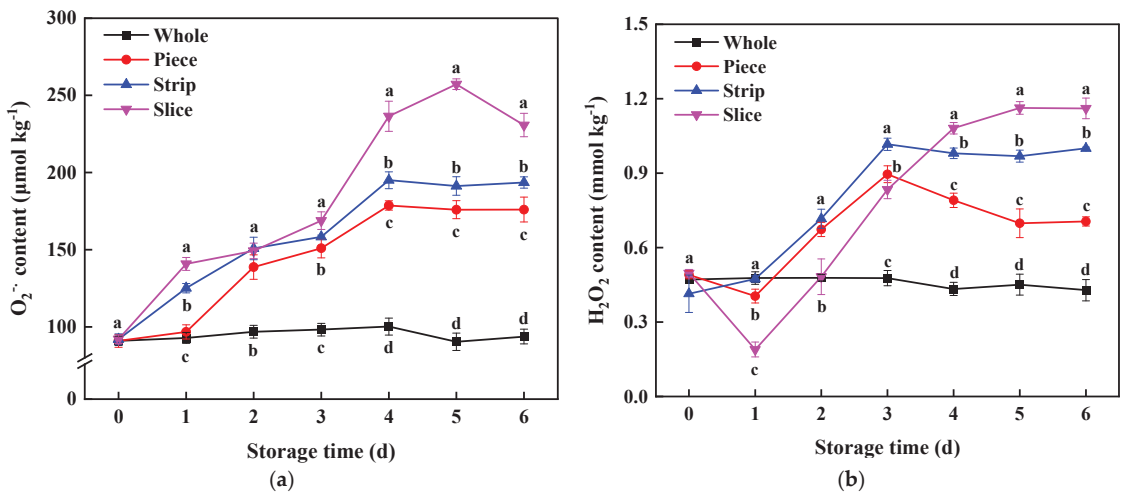 300
250
200
150
100
0
O₂⁻· content (μmol kg⁻¹)
Whole
Piece
Strip
Slice
a
a
b
c
a
b
a
b
c
a
b
c
d
a
b
c
d
a
b
c
d
0 1 2 3 4 5 6
Storage time (d)
(a)
1.5
1.2
0.9
0.6
0.3
0.0
H₂O₂ content (mmol kg⁻¹)
Whole
Piece
Strip
Slice
a
a
b
c
a
b
a
b
c
a
b
c
d
a
b
c
d
a
b
c
d
0 1 2 3 4 5 6
Storage time (d)
(b)